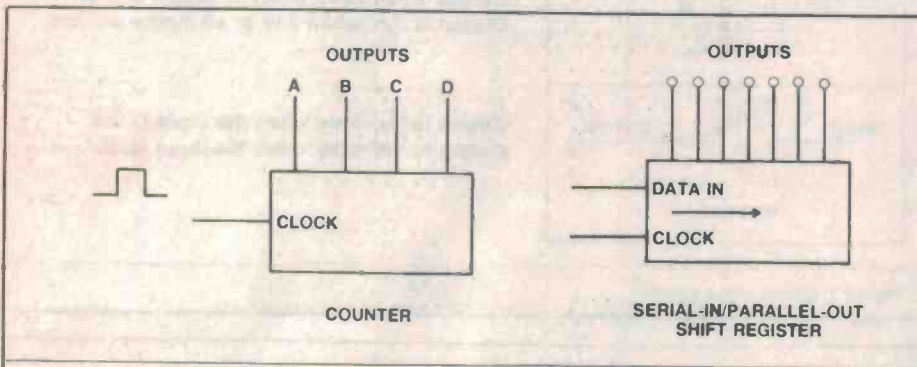 OUTPUTS
A B C D
CLOCK
COUNTER
OUTPUTS
DATA IN
CLOCK
SERIAL-IN/PARALLEL-OUT
SHIFT REGISTER